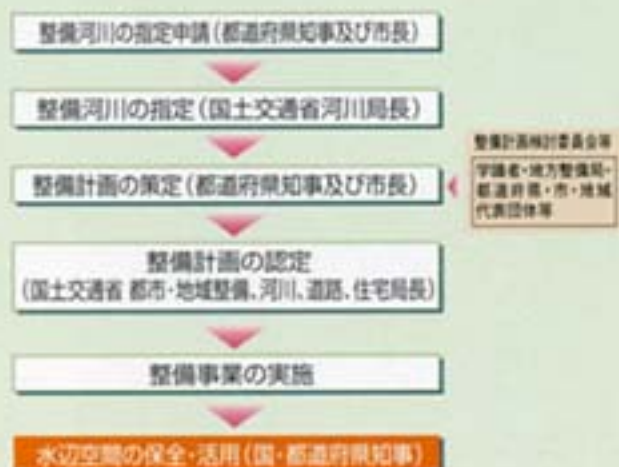 整備河川の指定申請(都道府県知事及び市長)
整備河川の指定(国土交通省河川局長)
整備計画の策定(都道府県知事及び市長)
整備計画検討委員会等
学識者・地方整備局・
都道府県・市・地域
代表団体等
整備計画の認定
(国土交通省 都市・地域整備、河川、道路、住宅局長)
整備事業の実施
水辺空間の保全・活用(国・都道府県知事)